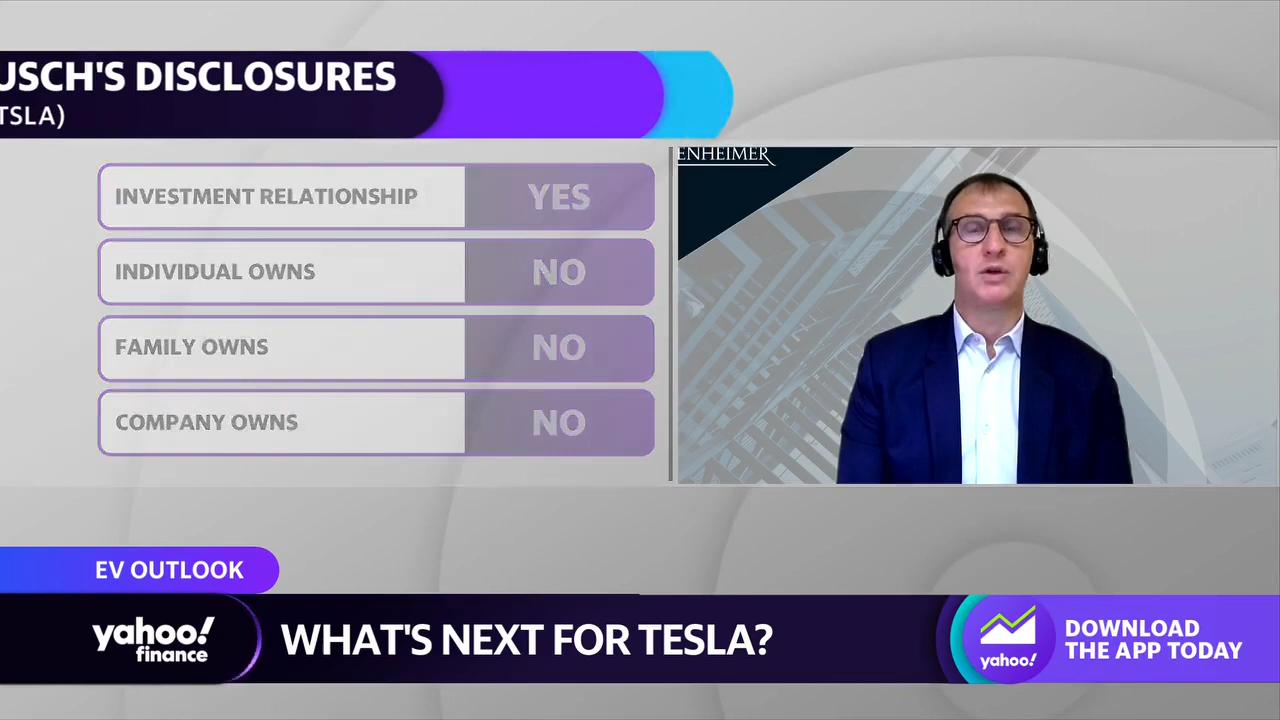 USCH'S DISCLOSURES
TSLA)
ENHEIMER
INVESTMENT RELATIONSHIP YES
INDIVIDUAL OWNS NO
FAMILY OWNS NO
COMPANY OWNS NO
EV OUTLOOK
yahoo!
finance
WHAT'S NEXT FOR TESLA?
yahoo!
DOWNLOAD
THE APP TODAY